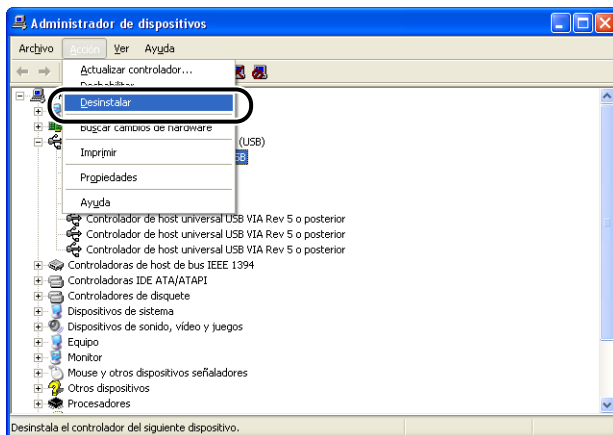 Administrador de dispositivos
Archivo Acción Ver Ayuda
Actualizar controlador...
Deshabilitar
Desinstalar
Buscar cambios de hardware
(USB)
Imprimir
SB
Propiedades
Ayuda
Controlador de host universal USB VIA Rev 5 o posterior
Controlador de host universal USB VIA Rev 5 o posterior
Controlador de host universal USB VIA Rev 5 o posterior
Controladoras de host de bus IEEE 1394
Controladoras IDE ATA/ATAPI
Controladores de disquete
Dispositivos de sistema
Dispositivos de sonido, vídeo y juegos
Equipo
Monitor
Mouse y otros dispositivos señaladores
Otros dispositivos
Procesadores
Desinstala el controlador del siguiente dispositivo.